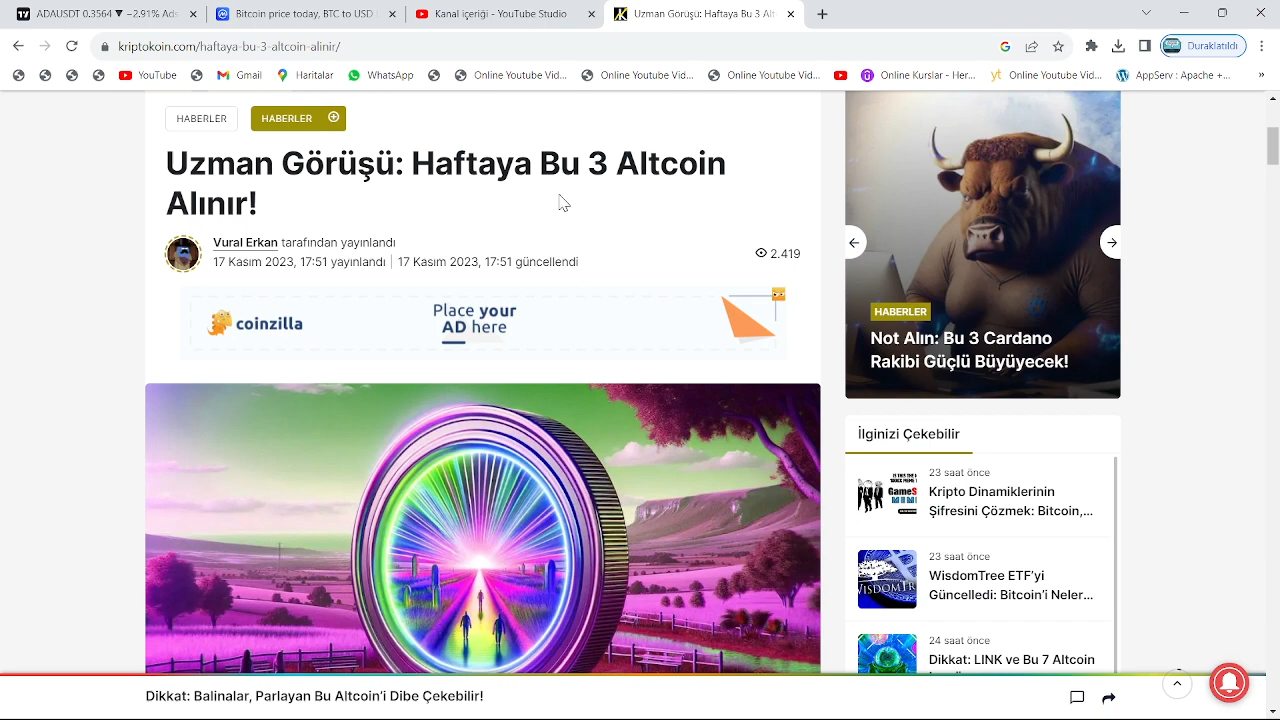 ADAUSDT 0.3564 ▼ −2.91% Ads
Bitcoin price today, BTC to USD l
Kanal içeriği - YouTube Studio
Uzman Görüşü: Haftaya Bu 3 Alt
kriptokoin.com/haftaya-bu-3-altcoin-alinir/
Duraklatıldı
YouTube
Gmail
Haritalar
WhatsApp
Online Youtube Vid...
Online Youtube Vid...
Online Youtube Vid...
Online Kurslar - Her...
yt Online Youtube Vid...
AppServ : Apache +...
»
HABERLER
HABERLER
Uzman Görüşü: Haftaya Bu 3 Altcoin
Alınır!
Vural Erkan tarafından yayınlandı
17 Kasım 2023, 17:51 yayınlandı | 17 Kasım 2023, 17:51 güncellendi
2.419
coinzilla
Place your
AD here
HABERLER
Not Alın: Bu 3 Cardano
Rakibi Güçlü Büyüyecek!
İlginizi Çekebilir
23 saat önce
Kripto Dinamiklerinin
Şifresini Çözmek: Bitcoin,...
23 saat önce
WisdomTree ETF'yi
Güncelledi: Bitcoin'i Neler...
24 saat önce
Dikkat: LINK ve Bu 7 Altcoin
Dikkat: Balinalar, Parlayan Bu Altcoin'i Dibe Çekebilir!